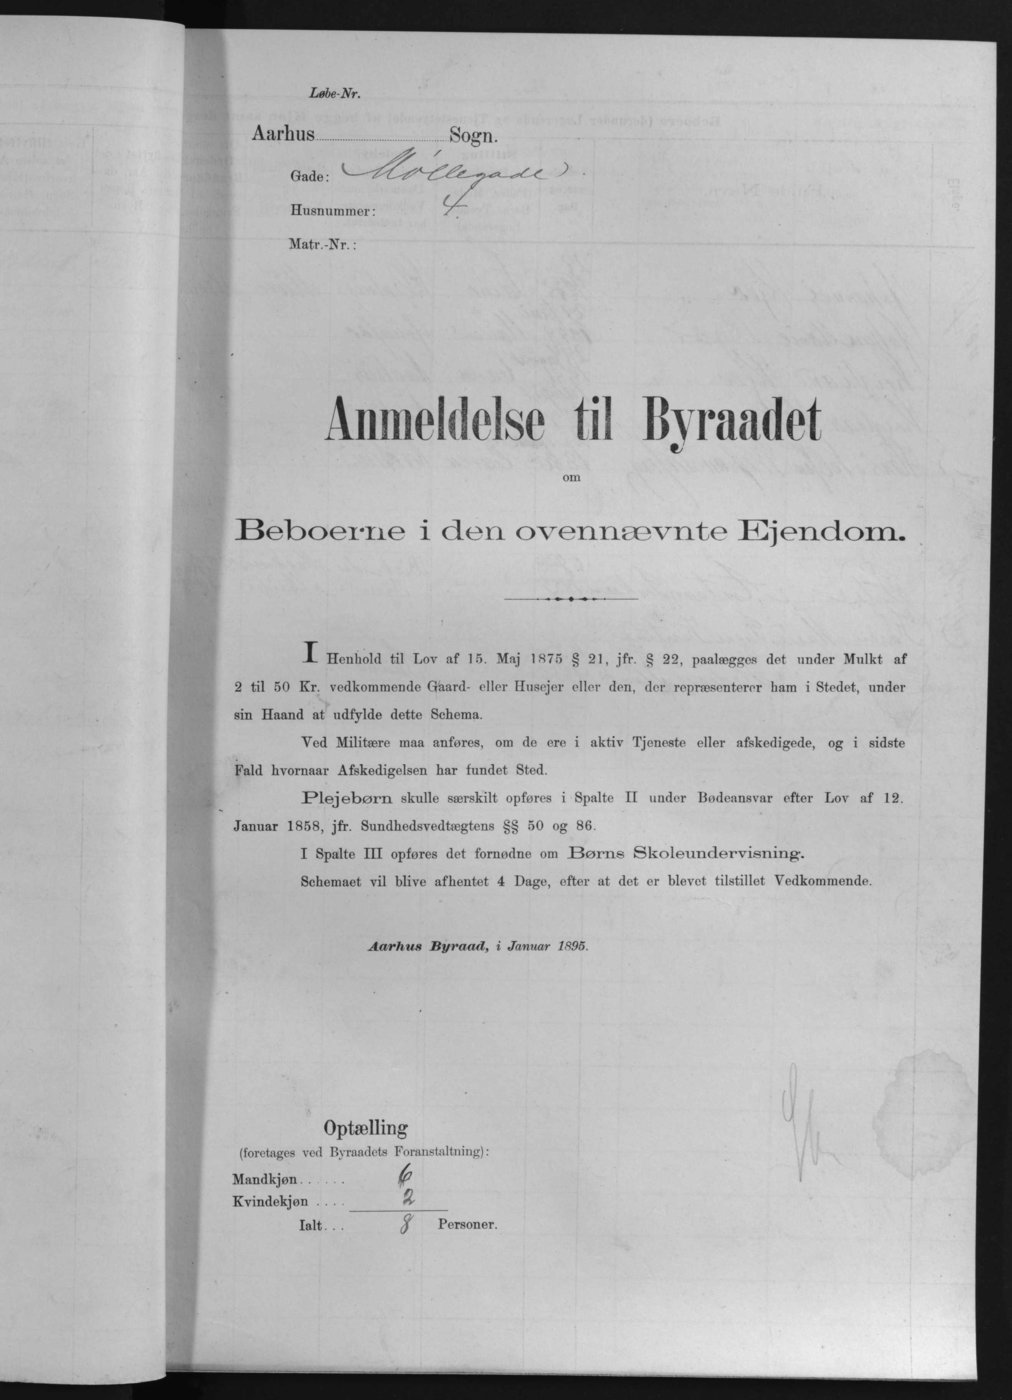 Løbe-Nr.
Aarhus Sogn.
Gade: Møllegade
Husnummer: 4
Matr.-Nr.:
Anmeldelse til Byraadet
om
Beboerne i den ovennævnte Ejendom.
I Henhold til Lov af 15. Maj 1875 § 21, jfr. § 22, paalægges det under Mulkt af
2 til 50 Kr. vedkommende Gaard- eller Husejer eller den, der repræsenterer ham i Stedet, under
sin Haand at udfylde dette Schema.
Ved Militære maa anføres, om de ere i aktiv Tjeneste eller afskedigede, og i sidste
Fald hvornaar Afskedigelsen har fundet Sted.
Plejebørn skulle særskilt opføres i Spalte II under Bødeansvar efter Lov af 12.
Januar 1858, jfr. Sundhedsvedtægtens §§ 50 og 86.
I Spalte III opføres det fornødne om Børns Skoleundervisning.
Schemaet vil blive afhentet 4 Dage, efter at det er blevet tilstillet Vedkommende.
Aarhus Byraad, i Januar 1895.
Optælling
(foretages ved Byraadets Foranstaltning):
Mandkjøn...... 6
Kvindekjøn .... 2
Ialt... 8 Personer.